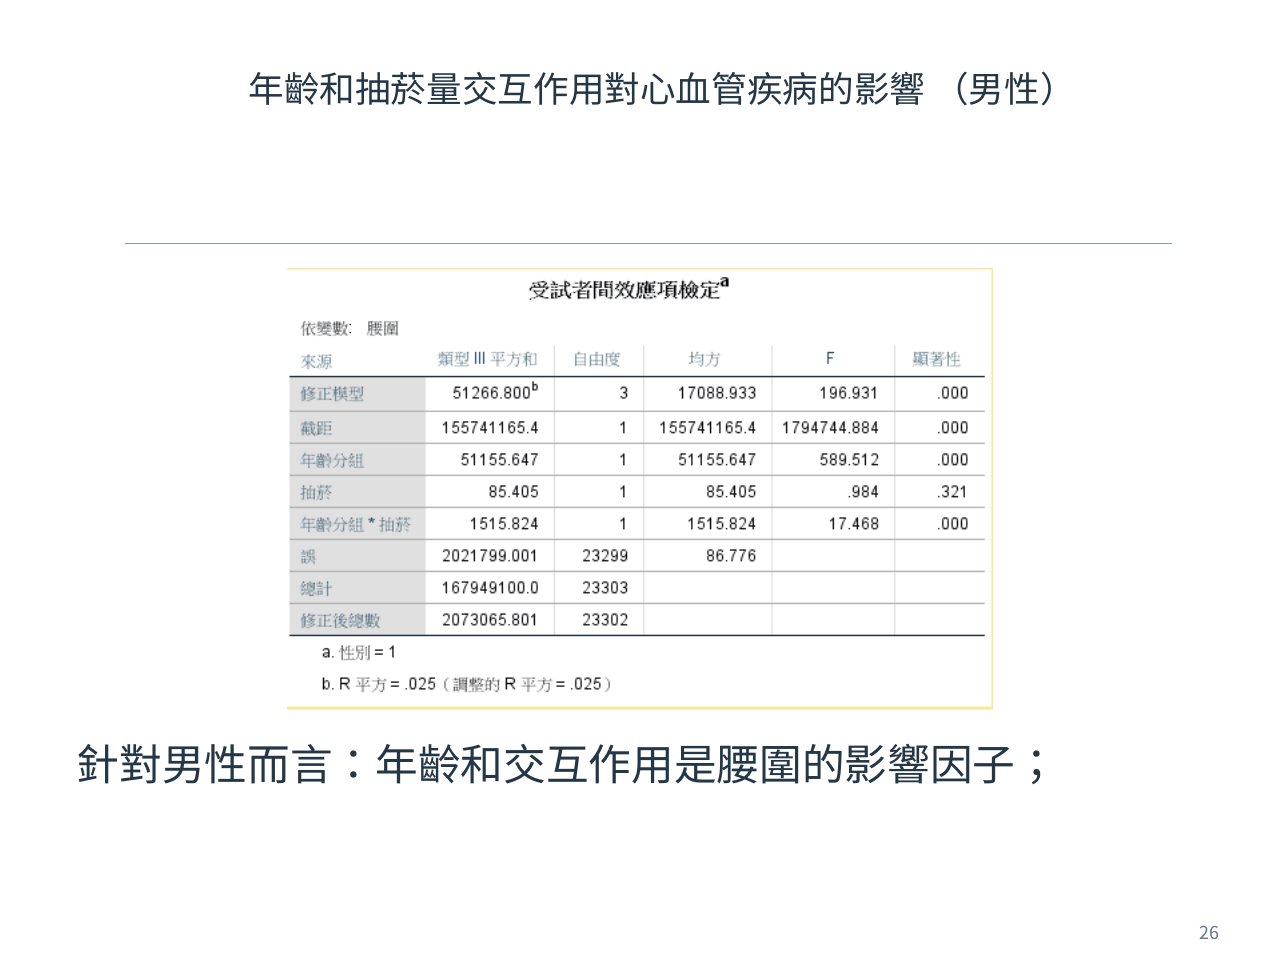 年齡和抽菸量交互作用對心血管疾病的影響 （男性）
受試者間效應項檢定a
依變數: 腰圍
來源 類型 III 平方和 自由度 均方 F 顯著性
修正模型 51266.800b 3 17088.933 196.931 .000
截距 155741165.4 1 155741165.4 1794744.884 .000
年齡分組 51155.647 1 51155.647 589.512 .000
抽菸 85.405 1 85.405 .984 .321
年齡分組 * 抽菸 1515.824 1 1515.824 17.468 .000
誤 2021799.001 23299 86.776
總計 167949100.0 23303
修正後總數 2073065.801 23302
a. 性別 = 1
b. R 平方 = .025（調整的 R 平方 = .025）
針對男性而言：年齡和交互作用是腰圍的影響因子；
26